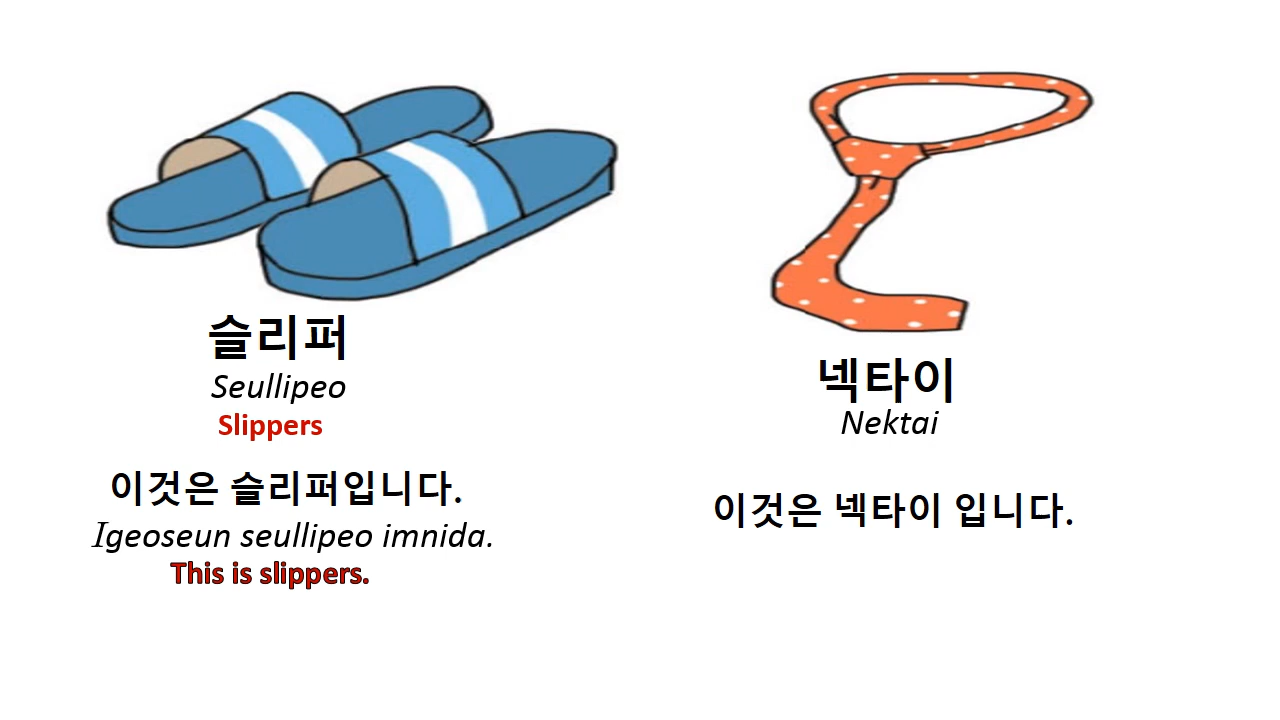 슬리퍼
Seullipeo
Slippers
이것은 슬리퍼입니다.
Igeoseun seullipeo imnida.
This is slippers.
넥타이
Nektai
이것은 넥타이 입니다.